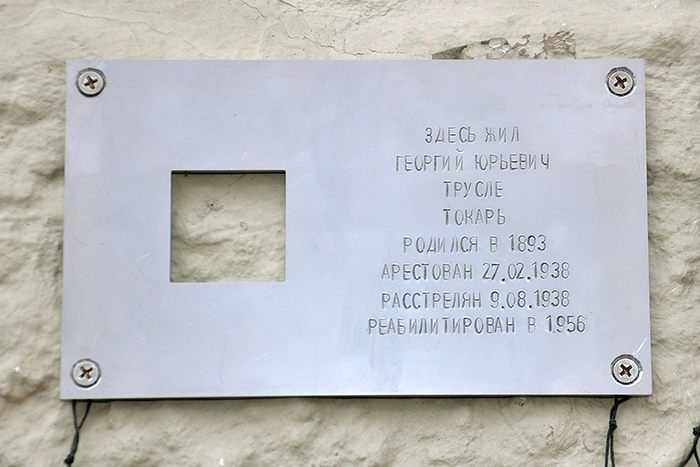 ЗДЕСЬ ЖИЛ
ГЕОРГИЙ ЮРЬЕВИЧ
ТРУСЛЕ
ТОКАРЬ
РОДИЛСЯ В 1893
АРЕСТОВАН 27.02.1938
РАССТРЕЛЯН 9.08.1938
РЕАБИЛИТИРОВАН В 1956